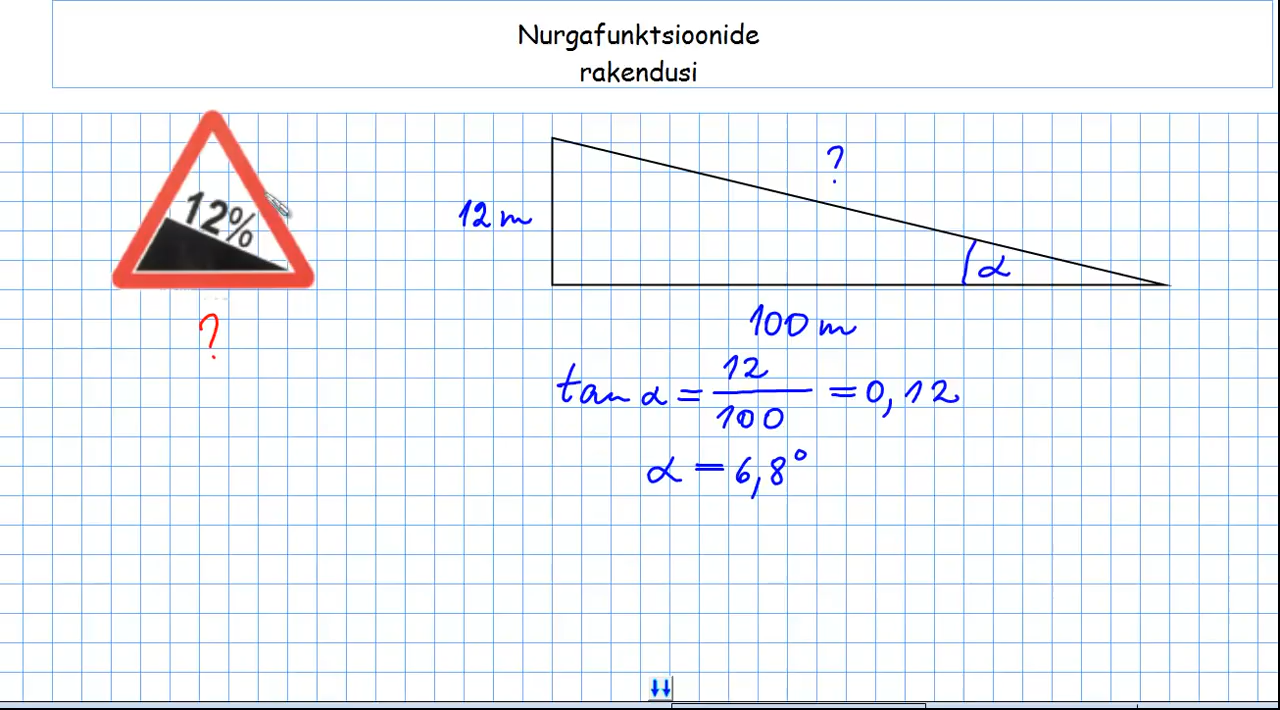 Nurgafunktsioonide
rakendusi
12%
?
?
12 m
α
100 m
tan α = 12/100 = 0,12
α = 6,8°